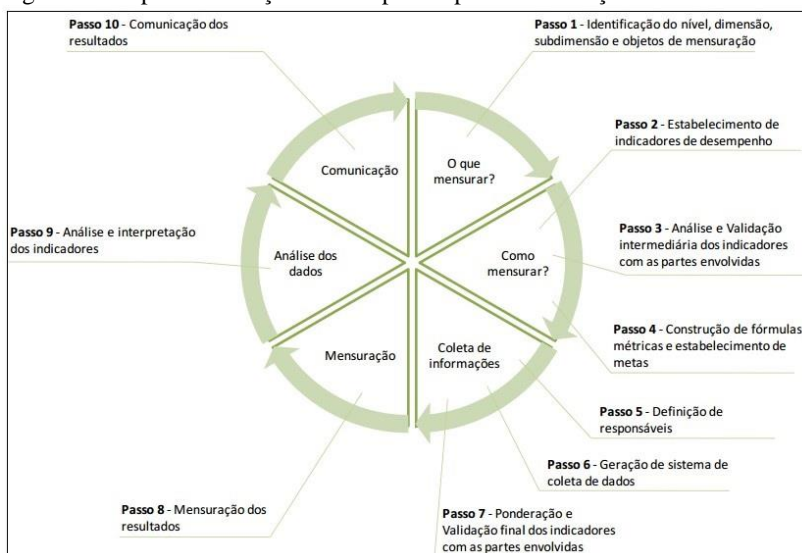 Passo 10 - Comunicação dos
resultados
Passo 1 - Identificação do nível, dimensão,
subdimensão e objetos de mensuração
Passo 2 - Estabelecimento de
indicadores de desempenho
Comunicação
O que
mensurar?
Passo 9 - Análise e interpretação
dos indicadores
Passo 3 - Análise e Validação
intermediária dos indicadores
com as partes envolvidas
Análise dos
dados
Como
mensurar?
Passo 4 - Construção de fórmulas
métricas e estabelecimento de
metas
Mensuração
Coleta de
informações
Passo 5 - Definição de
responsáveis
Passo 6 - Geração de sistema de
coleta de dados
Passo 8 - Mensuração dos
resultados
Passo 7 - Ponderação e
Validação final dos indicadores
com as partes envolvidas